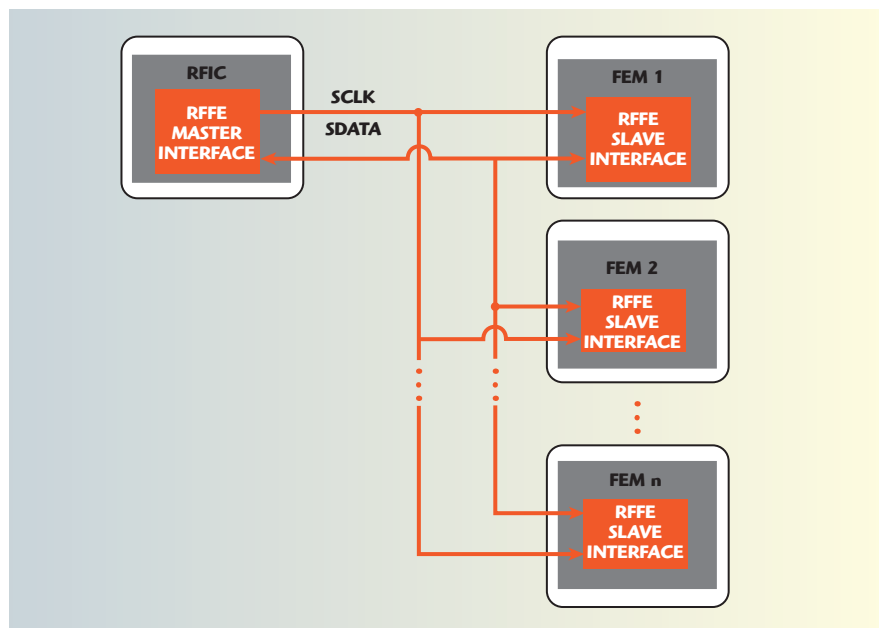 RFIC
RFFE
MASTER
INTERFACE
SCLK
SDATA
FEM 1
RFFE
SLAVE
INTERFACE
FEM 2
RFFE
SLAVE
INTERFACE
FEM n
RFFE
SLAVE
INTERFACE